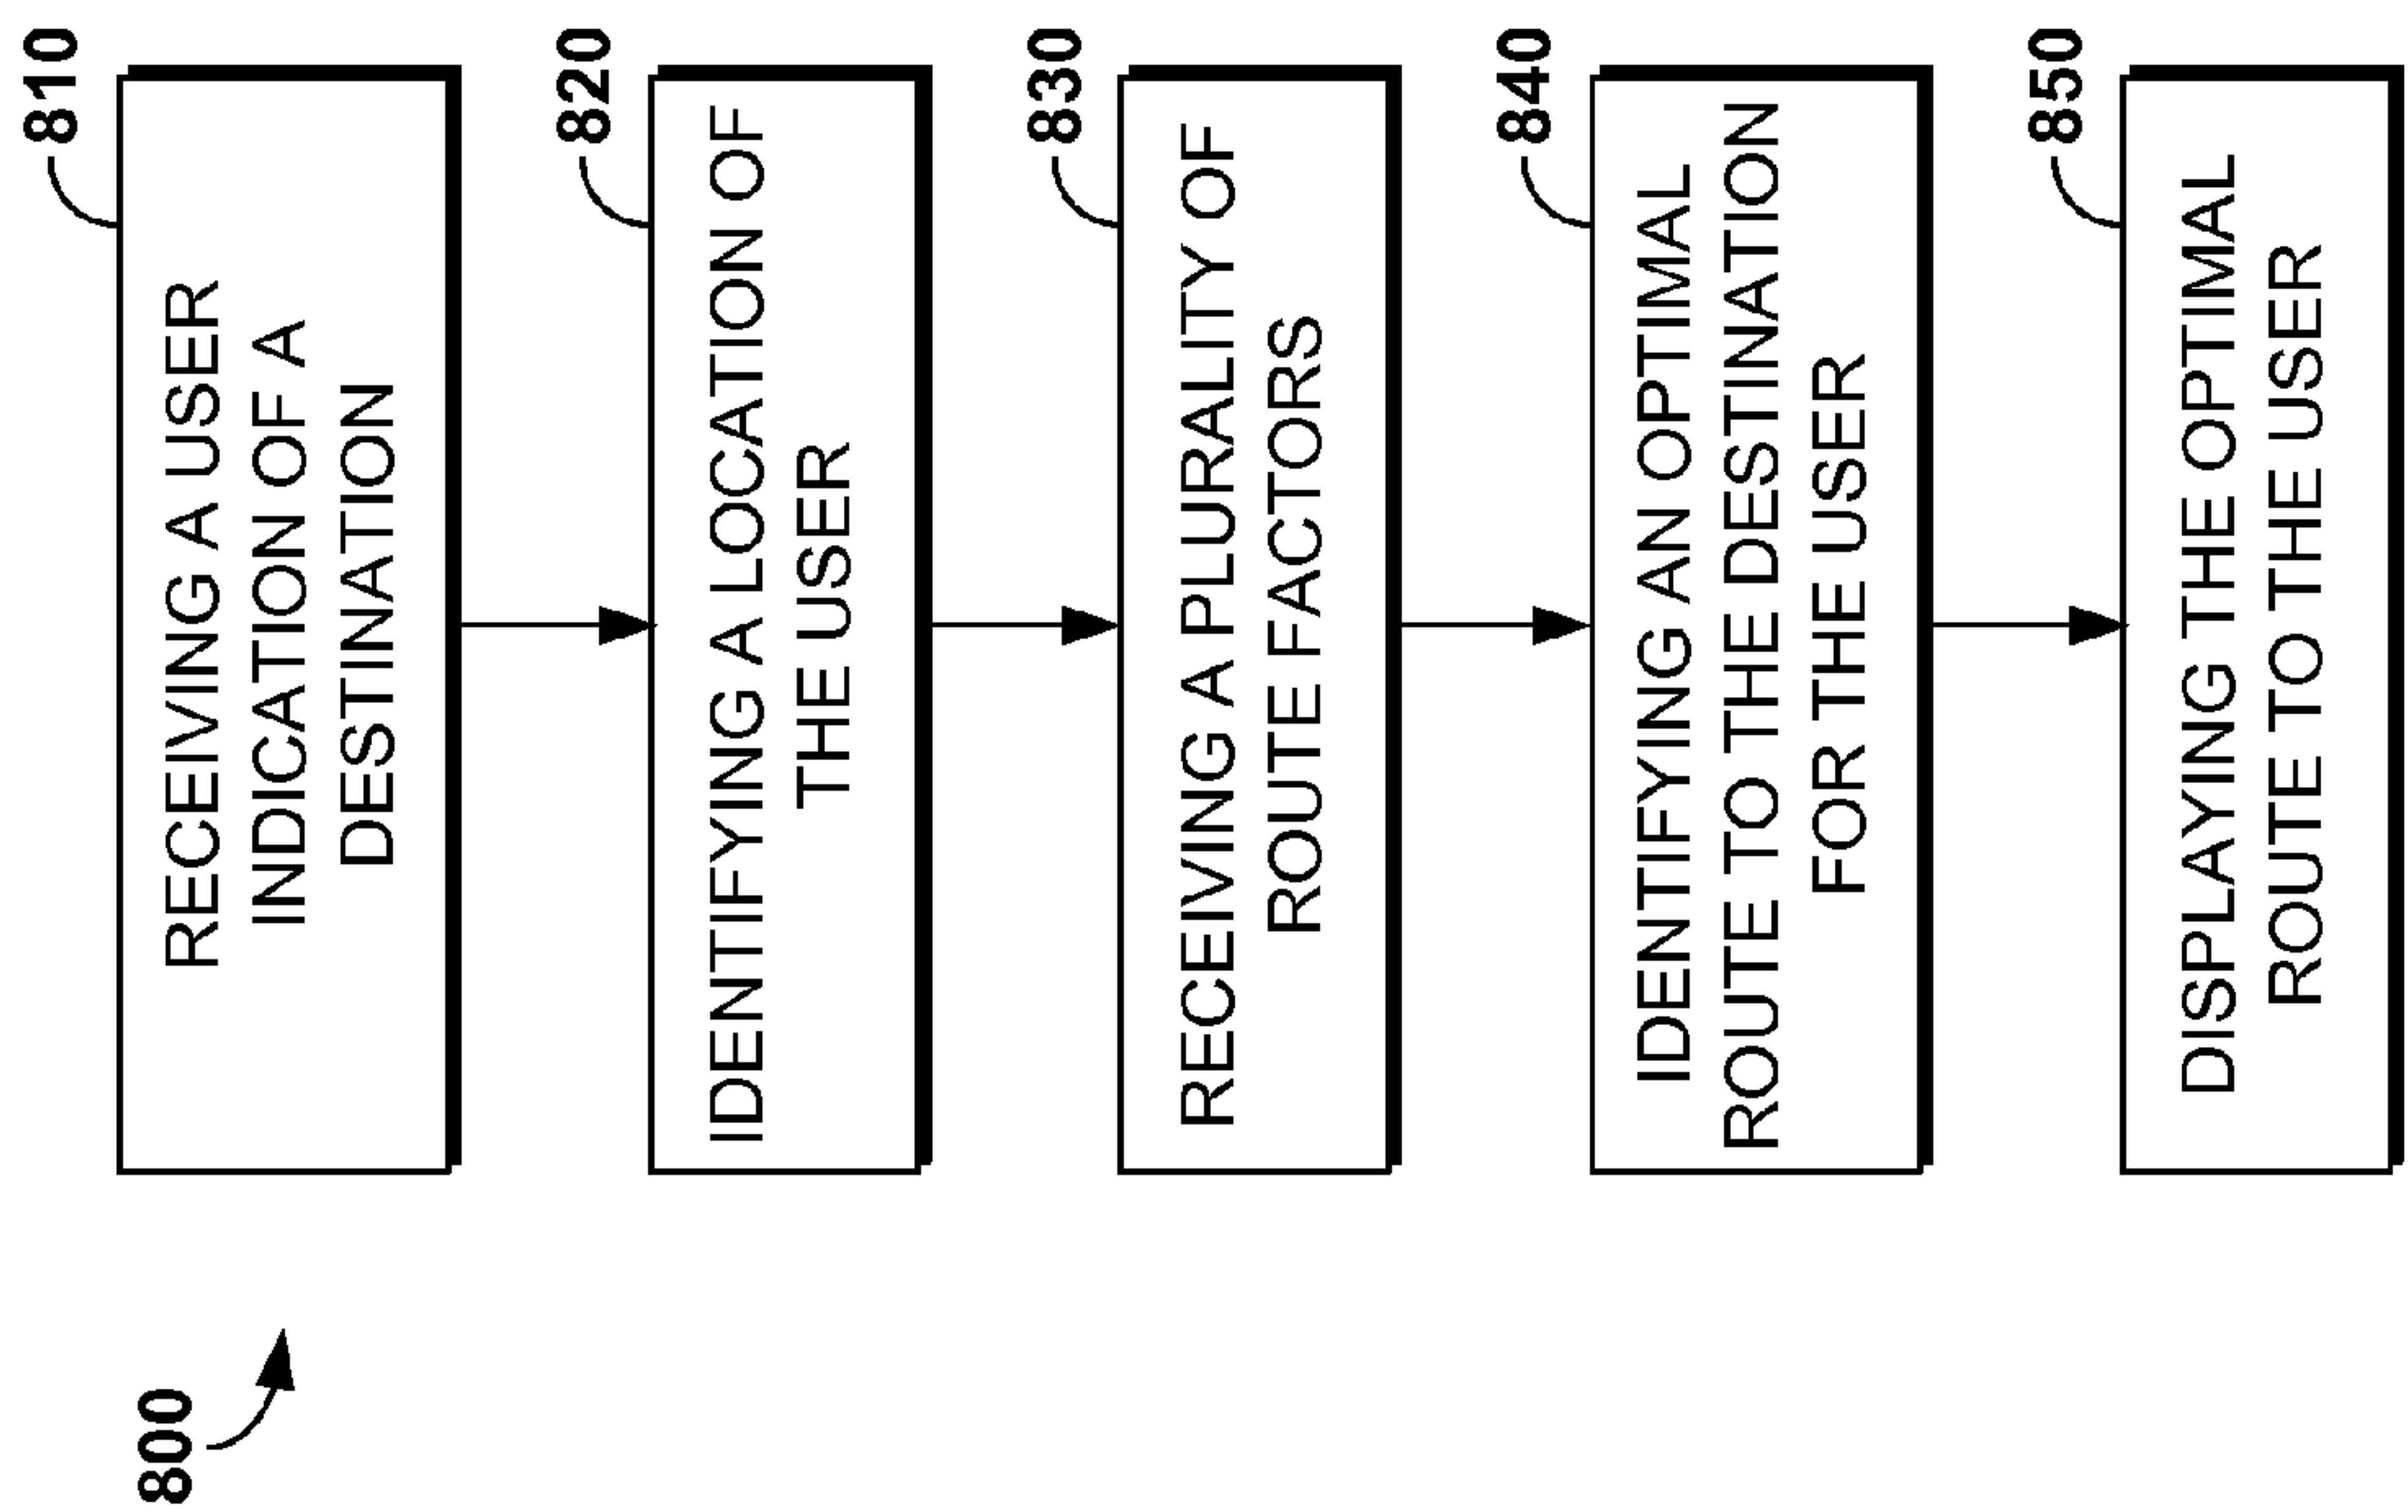 800
810
RECEIVING A USER
INDICATION OF A
DESTINATION
820
IDENTIFYING A LOCATION OF
THE USER
830
RECEIVING A PLURALITY OF
ROUTE FACTORS
840
IDENTIFYING AN OPTIMAL
ROUTE TO THE DESTINATION
FOR THE USER
850
DISPLAYING THE OPTIMAL
ROUTE TO THE USER